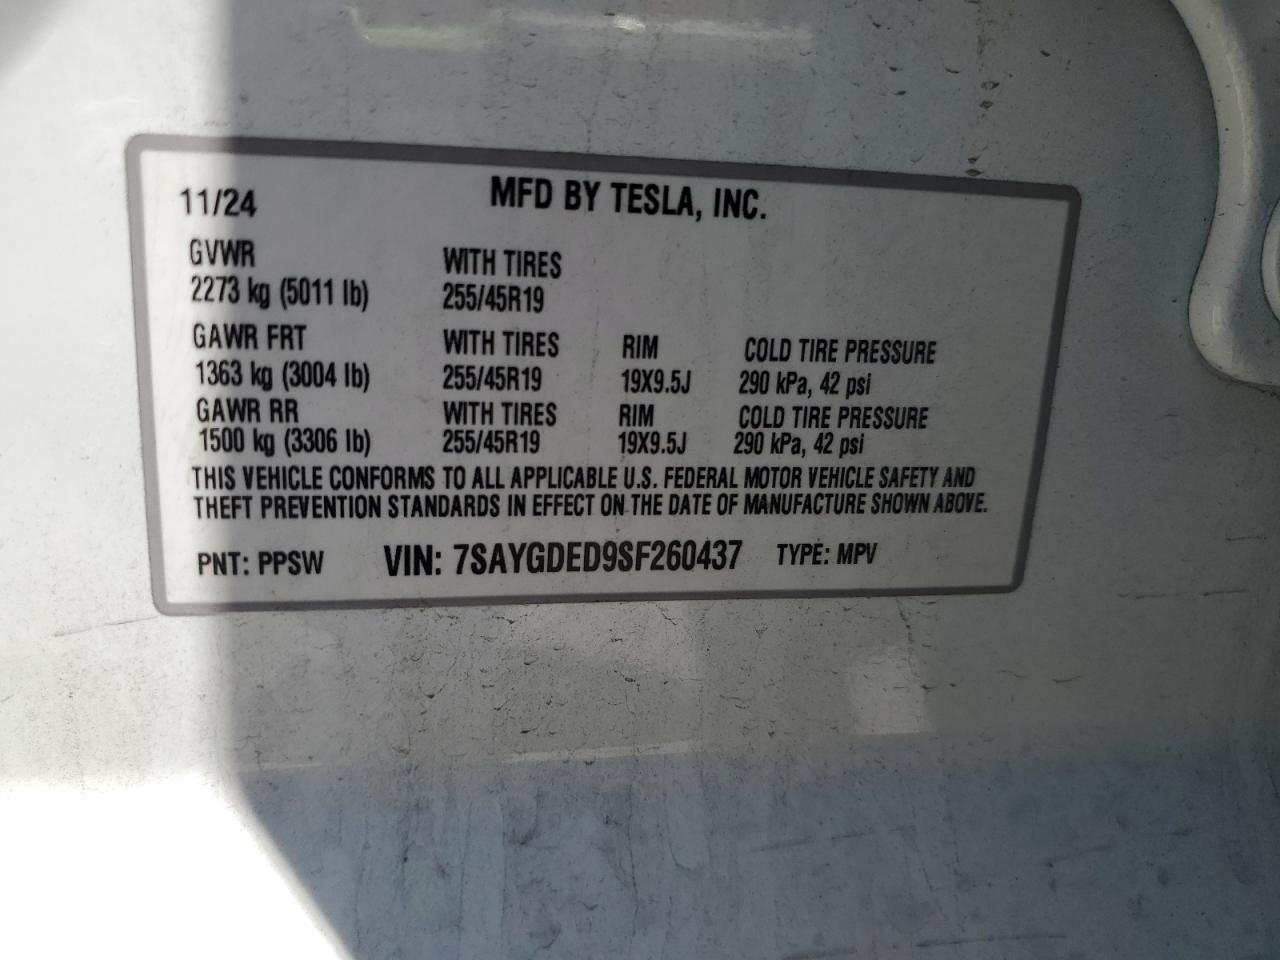 11/24 MFD BY TESLA, INC.
GVWR WITH TIRES
2273 kg (5011 lb) 255/45R19
GAWR FRT WITH TIRES RIM COLD TIRE PRESSURE
1363 kg (3004 lb) 255/45R19 19X9.5J 290 kPa, 42 psi
GAWR RR WITH TIRES RIM COLD TIRE PRESSURE
1500 kg (3306 lb) 255/45R19 19X9.5J 290 kPa, 42 psi
THIS VEHICLE CONFORMS TO ALL APPLICABLE U.S. FEDERAL MOTOR VEHICLE SAFETY AND
THEFT PREVENTION STANDARDS IN EFFECT ON THE DATE OF MANUFACTURE SHOWN ABOVE.
PNT: PPSW VIN: 7SAYGDED9SF260437 TYPE: MPV